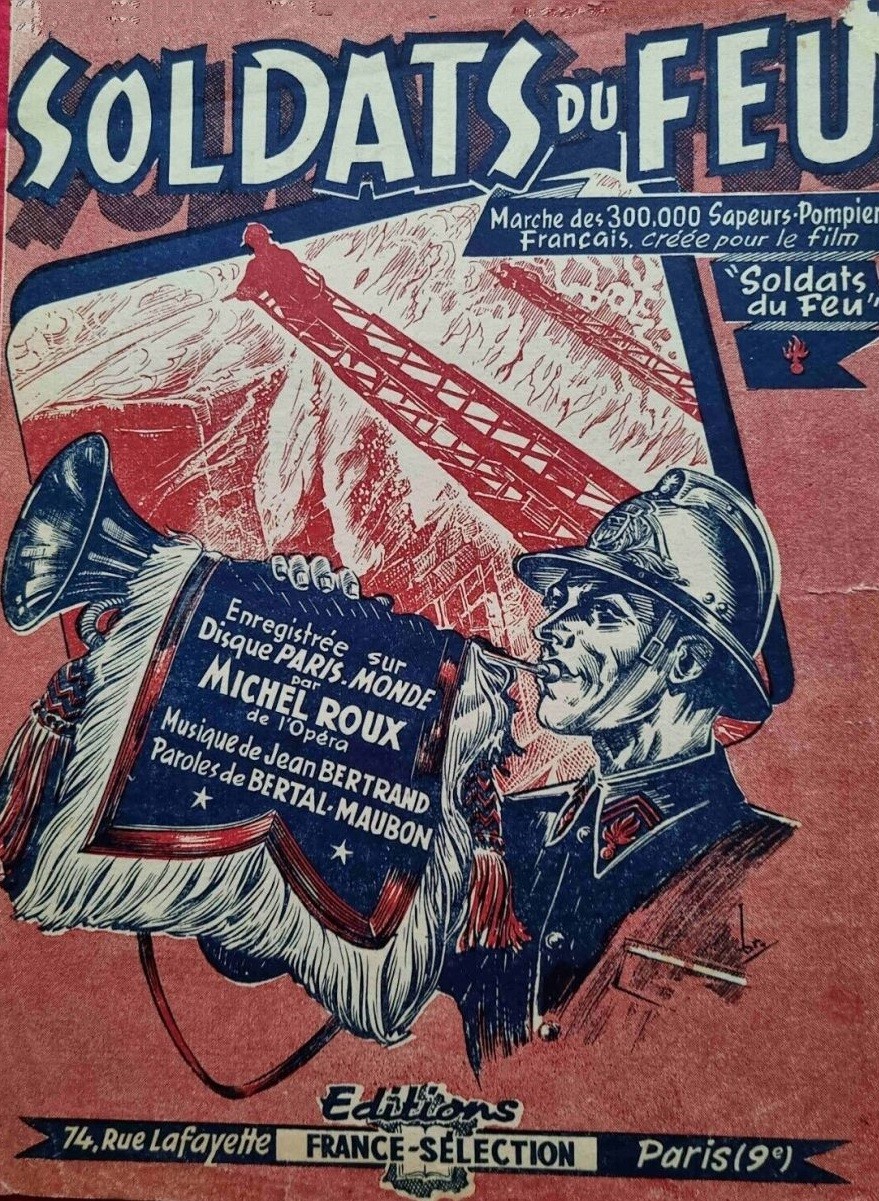 SOLDATS DU FEU
Marche des 300,000 Sapeurs-Pompier
Français, créée pour le film
"Soldats
du Feu"
Enregistrée sur
Disque PARIS-MONDE
par
MICHEL ROUX
de l'Opéra
Musique de Jean BERTRAND
Paroles de BERTAL-MAUBON
Editions
74, Rue Lafayette FRANCE-SÉLECTION Paris (9e)